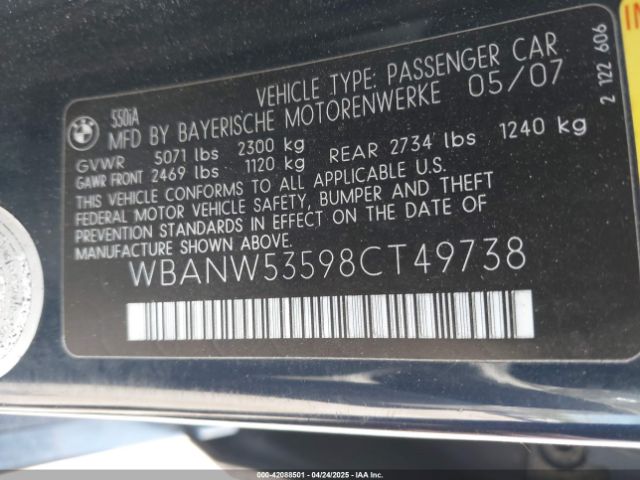 550iA
VEHICLE TYPE: PASSENGER CAR
MFD BY BAYERISCHE MOTORENWERKE 05/07
GVWR 5071 lbs 2300 kg
GAWR FRONT 2469 lbs 1120 kg REAR 2734 lbs 1240 kg
THIS VEHICLE CONFORMS TO ALL APPLICABLE U.S.
FEDERAL MOTOR VEHICLE SAFETY, BUMPER AND THEFT
PREVENTION STANDARDS IN EFFECT ON THE DATE OF
MANUFACTURE SHOWN ABOVE.
WBANW53598CT49738
2 122 606
000-42088501 - 04/24/2025 - IAA Inc.